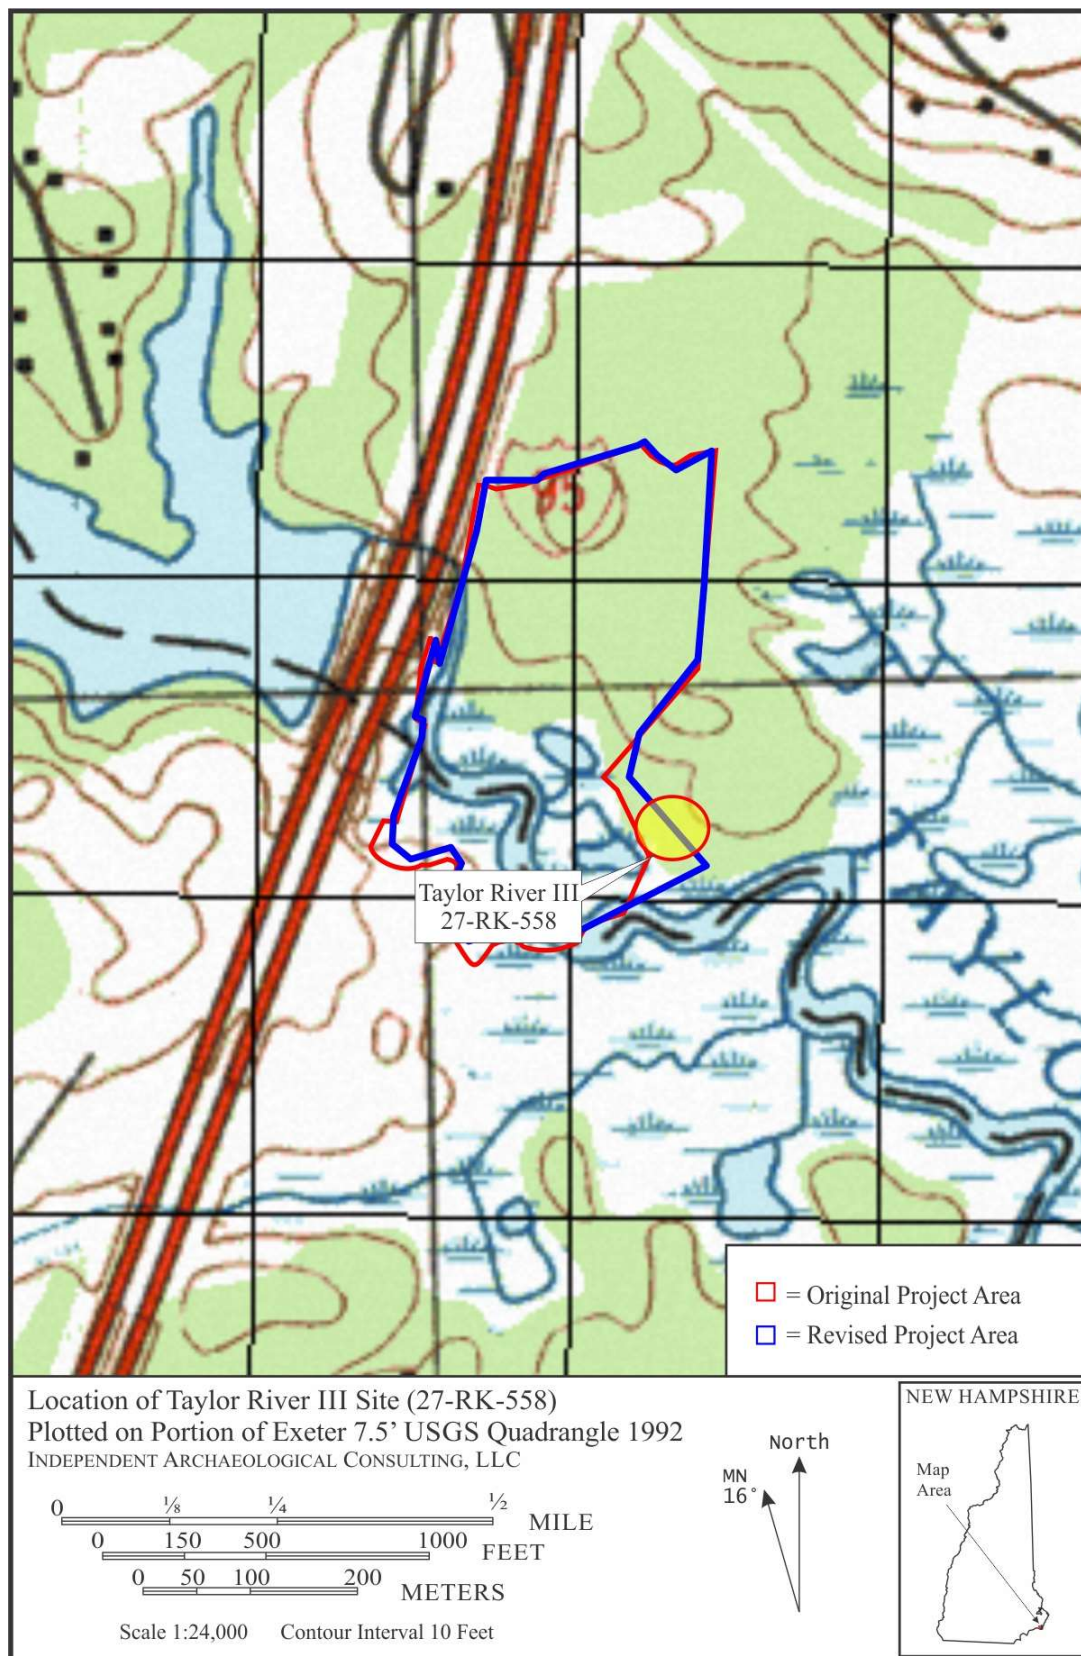 95
Taylor River III
27-RK-558
= Original Project Area
= Revised Project Area
Location of Taylor River III Site (27-RK-558)
Plotted on Portion of Exeter 7.5’ USGS Quadrangle 1992
INDEPENDENT ARCHAEOLOGICAL CONSULTING, LLC
0 ⅛ ¼ ½ MILE
0 150 500 1000 FEET
0 50 100 200 METERS
Scale 1:24,000 Contour Interval 10 Feet
North
MN
16°
NEW HAMPSHIRE
Map
Area